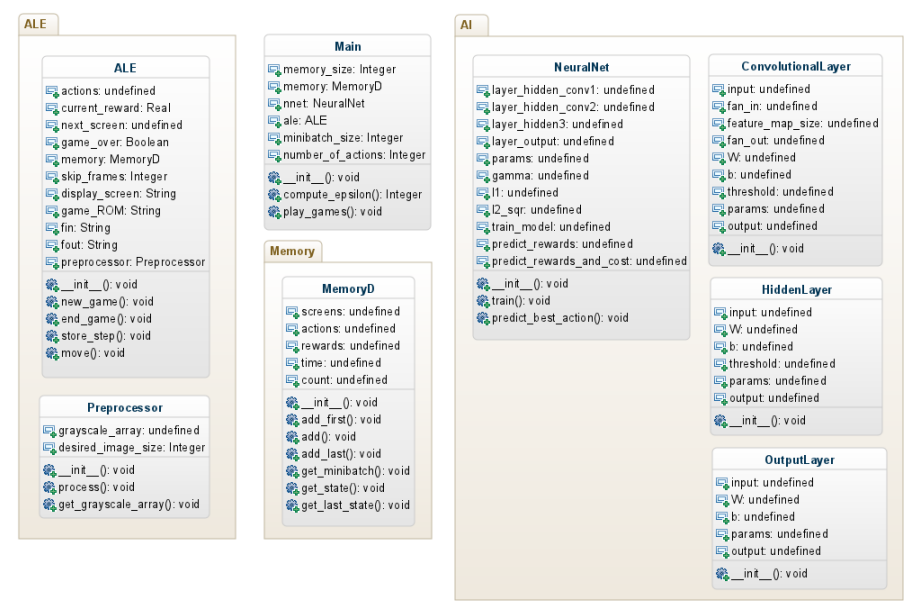 ALE
ALE
actions: undefined
current_reward: Real
next_screen: undefined
game_over: Boolean
memory: MemoryD
skip_frames: Integer
display_screen: String
game_ROM: String
fin: String
fout: String
preprocessor: Preprocessor
__init__(): void
new_game(): void
end_game(): void
store_step(): void
move(): void
Preprocessor
grayscale_array: undefined
desired_image_size: Integer
__init__(): void
process(): void
get_grayscale_array(): void
Main
memory_size: Integer
memory: MemoryD
nnet: NeuralNet
ale: ALE
minibatch_size: Integer
number_of_actions: Integer
__init__(): void
compute_epsilon(): Integer
play_games(): void
Memory
MemoryD
screens: undefined
actions: undefined
rewards: undefined
time: undefined
count: undefined
__init__(): void
add_first(): void
add(): void
add_last(): void
get_minibatch(): void
get_state(): void
get_last_state(): void
AI
NeuralNet
layer_hidden_conv1: undefined
layer_hidden_conv2: undefined
layer_hidden3: undefined
layer_output: undefined
params: undefined
gamma: undefined
l1: undefined
l2_sqr: undefined
train_model: undefined
predict_rewards: undefined
predict_rewards_and_cost: undefined
__init__(): void
train(): void
predict_best_action(): void
ConvolutionalLayer
input: undefined
fan_in: undefined
feature_map_size: undefined
fan_out: undefined
W: undefined
b: undefined
threshold: undefined
params: undefined
output: undefined
__init__(): void
HiddenLayer
input: undefined
W: undefined
b: undefined
threshold: undefined
params: undefined
output: undefined
__init__(): void
OutputLayer
input: undefined
W: undefined
b: undefined
params: undefined
output: undefined
__init__(): void